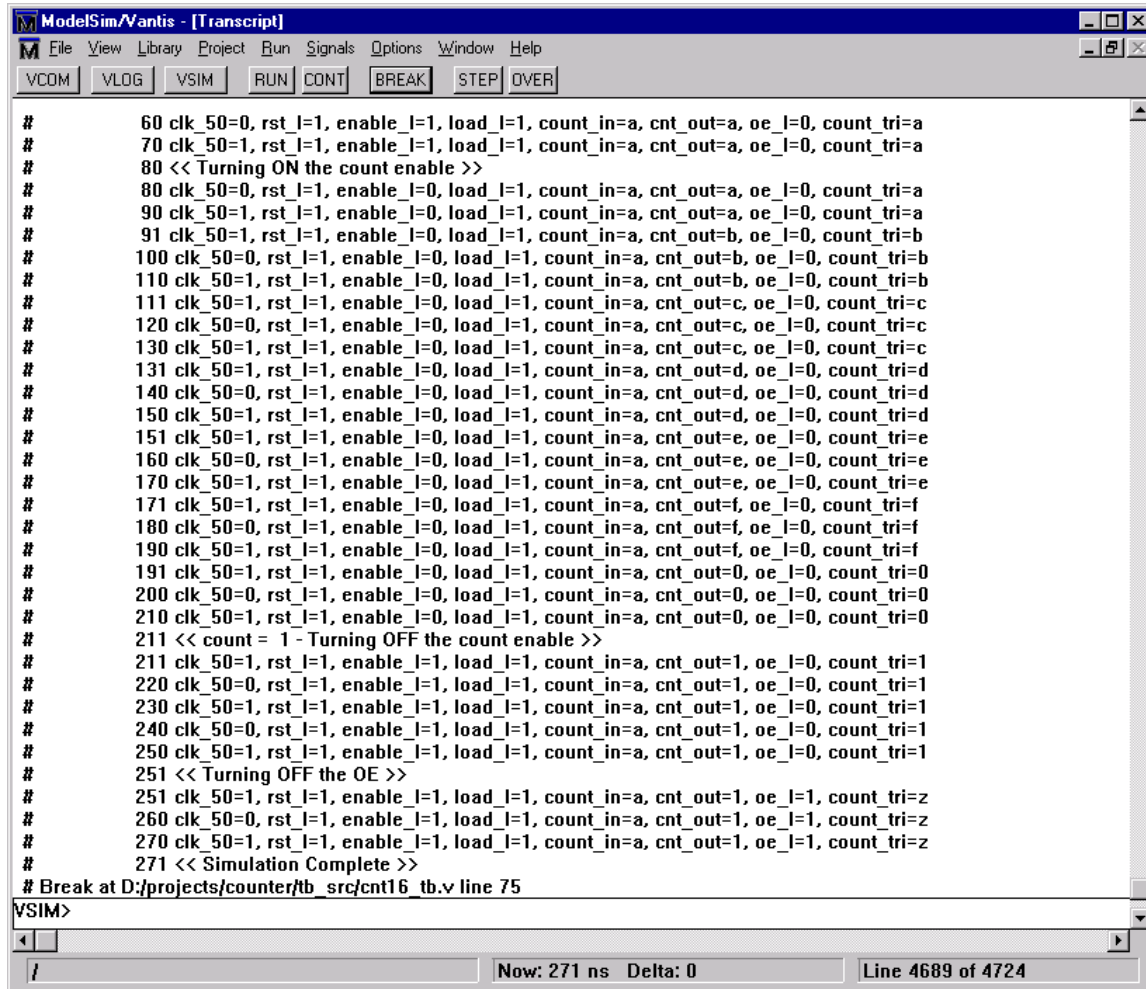 ModelSim/Vantis - [Transcript]
File View Library Project Run Signals Options Window Help
VCOM VLOG VSIM RUN CONT BREAK STEP OVER
# 60 clk_50=0, rst_l=1, enable_l=1, load_l=1, count_in=a, cnt_out=a, oe_l=0, count_tri=a
# 70 clk_50=1, rst_l=1, enable_l=1, load_l=1, count_in=a, cnt_out=a, oe_l=0, count_tri=a
# 80 << Turning ON the count enable >>
# 80 clk_50=0, rst_l=1, enable_l=0, load_l=1, count_in=a, cnt_out=a, oe_l=0, count_tri=a
# 90 clk_50=1, rst_l=1, enable_l=0, load_l=1, count_in=a, cnt_out=a, oe_l=0, count_tri=a
# 91 clk_50=1, rst_l=1, enable_l=0, load_l=1, count_in=a, cnt_out=b, oe_l=0, count_tri=b
# 100 clk_50=0, rst_l=1, enable_l=0, load_l=1, count_in=a, cnt_out=b, oe_l=0, count_tri=b
# 110 clk_50=1, rst_l=1, enable_l=0, load_l=1, count_in=a, cnt_out=b, oe_l=0, count_tri=b
# 111 clk_50=1, rst_l=1, enable_l=0, load_l=1, count_in=a, cnt_out=c, oe_l=0, count_tri=c
# 120 clk_50=0, rst_l=1, enable_l=0, load_l=1, count_in=a, cnt_out=c, oe_l=0, count_tri=c
# 130 clk_50=1, rst_l=1, enable_l=0, load_l=1, count_in=a, cnt_out=c, oe_l=0, count_tri=c
# 131 clk_50=1, rst_l=1, enable_l=0, load_l=1, count_in=a, cnt_out=d, oe_l=0, count_tri=d
# 140 clk_50=0, rst_l=1, enable_l=0, load_l=1, count_in=a, cnt_out=d, oe_l=0, count_tri=d
# 150 clk_50=1, rst_l=1, enable_l=0, load_l=1, count_in=a, cnt_out=d, oe_l=0, count_tri=d
# 151 clk_50=1, rst_l=1, enable_l=0, load_l=1, count_in=a, cnt_out=e, oe_l=0, count_tri=e
# 160 clk_50=0, rst_l=1, enable_l=0, load_l=1, count_in=a, cnt_out=e, oe_l=0, count_tri=e
# 170 clk_50=1, rst_l=1, enable_l=0, load_l=1, count_in=a, cnt_out=e, oe_l=0, count_tri=e
# 171 clk_50=1, rst_l=1, enable_l=0, load_l=1, count_in=a, cnt_out=f, oe_l=0, count_tri=f
# 180 clk_50=0, rst_l=1, enable_l=0, load_l=1, count_in=a, cnt_out=f, oe_l=0, count_tri=f
# 190 clk_50=1, rst_l=1, enable_l=0, load_l=1, count_in=a, cnt_out=f, oe_l=0, count_tri=f
# 191 clk_50=1, rst_l=1, enable_l=0, load_l=1, count_in=a, cnt_out=0, oe_l=0, count_tri=0
# 200 clk_50=0, rst_l=1, enable_l=0, load_l=1, count_in=a, cnt_out=0, oe_l=0, count_tri=0
# 210 clk_50=1, rst_l=1, enable_l=0, load_l=1, count_in=a, cnt_out=0, oe_l=0, count_tri=0
# 211 << count = 1 - Turning OFF the count enable >>
# 211 clk_50=1, rst_l=1, enable_l=1, load_l=1, count_in=a, cnt_out=1, oe_l=0, count_tri=1
# 220 clk_50=0, rst_l=1, enable_l=1, load_l=1, count_in=a, cnt_out=1, oe_l=0, count_tri=1
# 230 clk_50=1, rst_l=1, enable_l=1, load_l=1, count_in=a, cnt_out=1, oe_l=0, count_tri=1
# 240 clk_50=0, rst_l=1, enable_l=1, load_l=1, count_in=a, cnt_out=1, oe_l=0, count_tri=1
# 250 clk_50=1, rst_l=1, enable_l=1, load_l=1, count_in=a, cnt_out=1, oe_l=0, count_tri=1
# 251 << Turning OFF the OE >>
# 251 clk_50=1, rst_l=1, enable_l=1, load_l=1, count_in=a, cnt_out=1, oe_l=1, count_tri=z
# 260 clk_50=0, rst_l=1, enable_l=1, load_l=1, count_in=a, cnt_out=1, oe_l=1, count_tri=z
# 270 clk_50=1, rst_l=1, enable_l=1, load_l=1, count_in=a, cnt_out=1, oe_l=1, count_tri=z
# 271 << Simulation Complete >>
# Break at D:/projects/counter/tb_src/cnt16_tb.v line 75
VSIM>
/ Now: 271 ns Delta: 0 Line 4689 of 4724